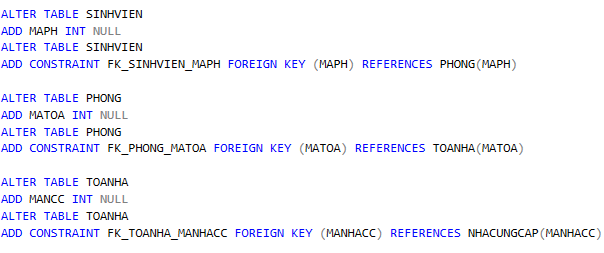 ALTER TABLE SINHVIEN
ADD MAPH INT NULL
ALTER TABLE SINHVIEN
ADD CONSTRAINT FK_SINHVIEN_MAPH FOREIGN KEY (MAPH) REFERENCES PHONG(MAPH)
ALTER TABLE PHONG
ADD MATOA INT NULL
ALTER TABLE PHONG
ADD CONSTRAINT FK_PHONG_MATOA FOREIGN KEY (MATOA) REFERENCES TOANHA(MATOA)
ALTER TABLE TOANHA
ADD MANCC INT NULL
ALTER TABLE TOANHA
ADD CONSTRAINT FK_TOANHA_MANHACC FOREIGN KEY (MANHACC) REFERENCES NHACUNGCAP(MANHACC)